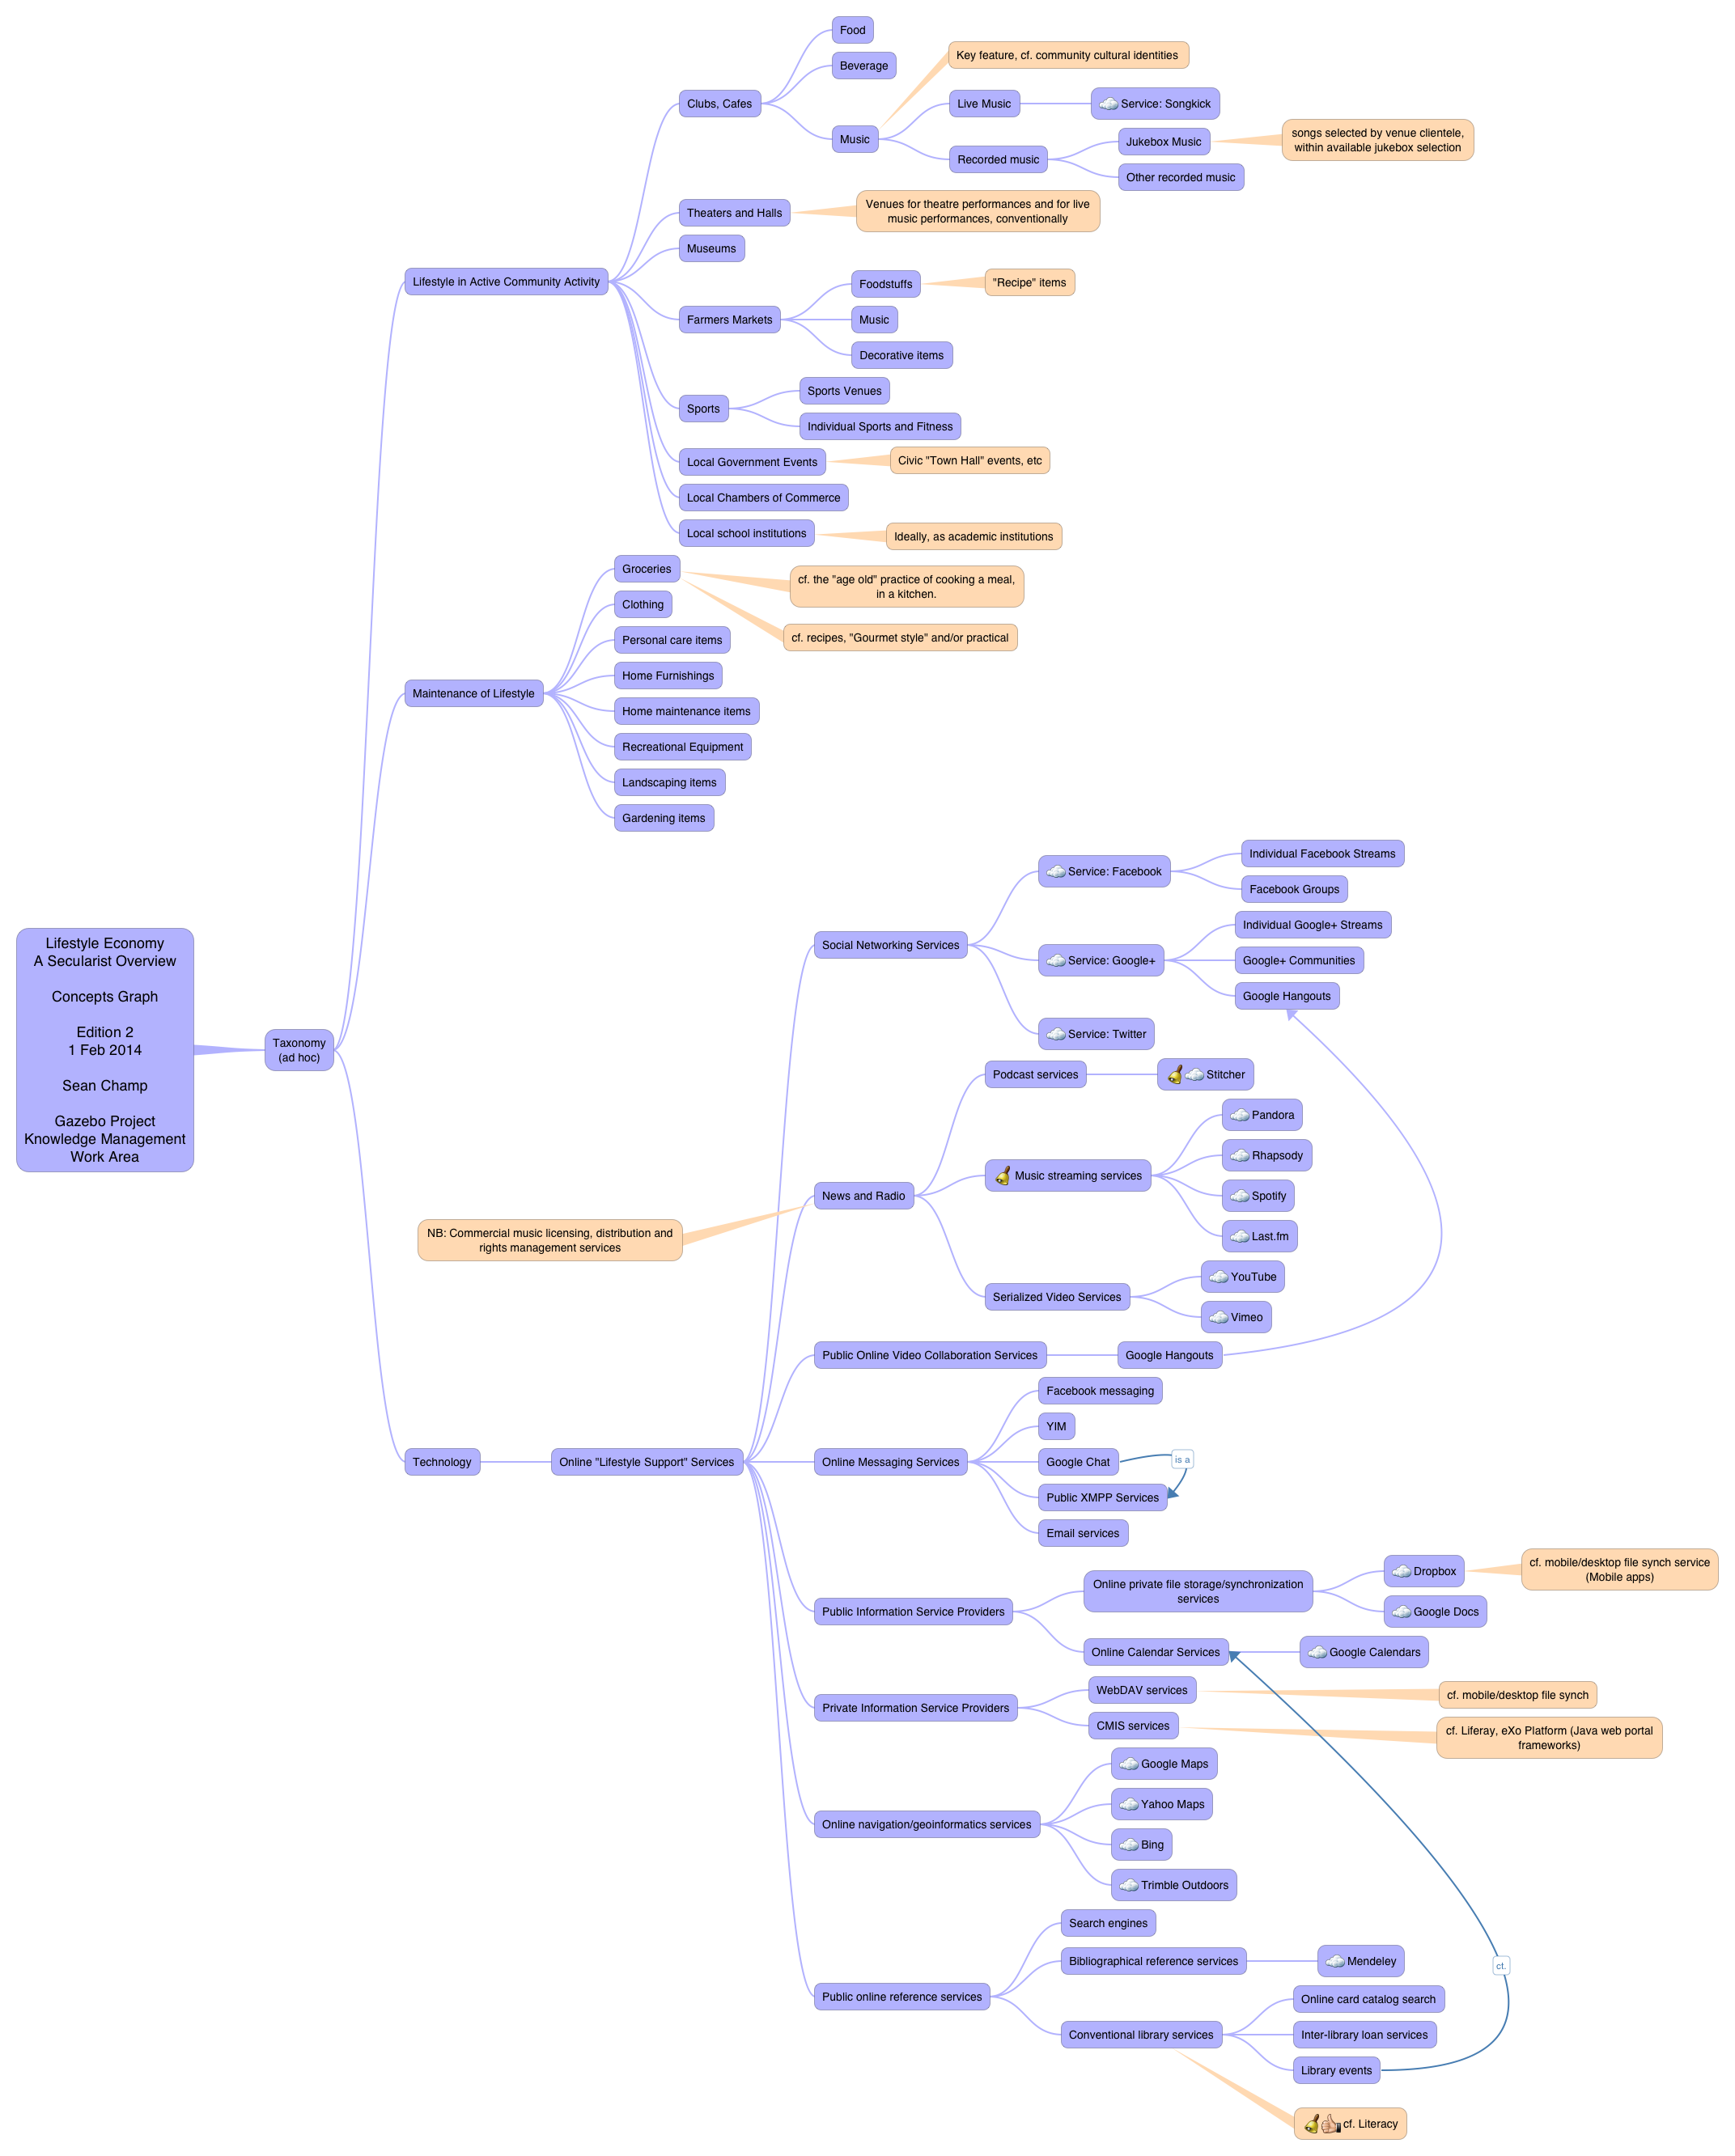 Lifestyle Economy
A Secularist Overview
Concepts Graph
Edition 2
1 Feb 2014
Sean Champ
Gazebo Project
Knowledge Management
Work Area
Taxonomy
(ad hoc)
Lifestyle in Active Community Activity
Clubs, Cafes
Food
Beverage
Music
Key feature, cf. community cultural identities
Live Music
Service: Songkick
Recorded music
Jukebox Music
songs selected by venue clientele,
within available jukebox selection
Other recorded music
Theaters and Halls
Venues for theatre performances and for live
music performances, conventionally
Museums
Farmers Markets
Foodstuffs
"Recipe" items
Music
Decorative items
Sports
Sports Venues
Individual Sports and Fitness
Local Government Events
Civic "Town Hall" events, etc
Local Chambers of Commerce
Local school institutions
Ideally, as academic institutions
Maintenance of Lifestyle
Groceries
cf. the "age old" practice of cooking a meal,
in a kitchen.
cf. recipes, "Gourmet style" and/or practical
Clothing
Personal care items
Home Furnishings
Home maintenance items
Recreational Equipment
Landscaping items
Gardening items
Technology
Online "Lifestyle Support" Services
Social Networking Services
Service: Facebook
Individual Facebook Streams
Facebook Groups
Service: Google+
Individual Google+ Streams
Google+ Communities
Google Hangouts
Service: Twitter
News and Radio
NB: Commercial music licensing, distribution and
rights management services
Podcast services
Stitcher
Music streaming services
Pandora
Rhapsody
Spotify
Last.fm
Serialized Video Services
YouTube
Vimeo
Public Online Video Collaboration Services
Google Hangouts
Online Messaging Services
Facebook messaging
YIM
Google Chat
is a
Public XMPP Services
Email services
Public Information Service Providers
Online private file storage/synchronization
services
Dropbox
cf. mobile/desktop file synch service
(Mobile apps)
Google Docs
Online Calendar Services
Google Calendars
Private Information Service Providers
WebDAV services
cf. mobile/desktop file synch
CMIS services
cf. Liferay, eXo Platform (Java web portal
frameworks)
Online navigation/geoinformatics services
Google Maps
Yahoo Maps
Bing
Trimble Outdoors
Public online reference services
Search engines
Bibliographical reference services
Mendeley
Conventional library services
Online card catalog search
Inter-library loan services
Library events
ct.
cf. Literacy